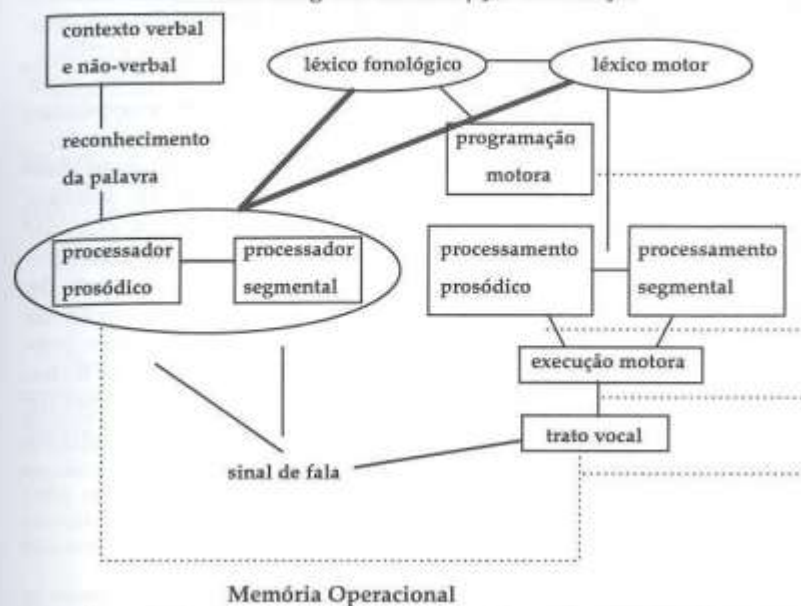 contexto verbal
e não-verbal
léxico fonológico
léxico motor
reconhecimento
da palavra
programação
motora
processador
prosódico
processador
segmental
processamento
prosódico
processamento
segmental
execução motora
trato vocal
sinal de fala
Memória Operacional